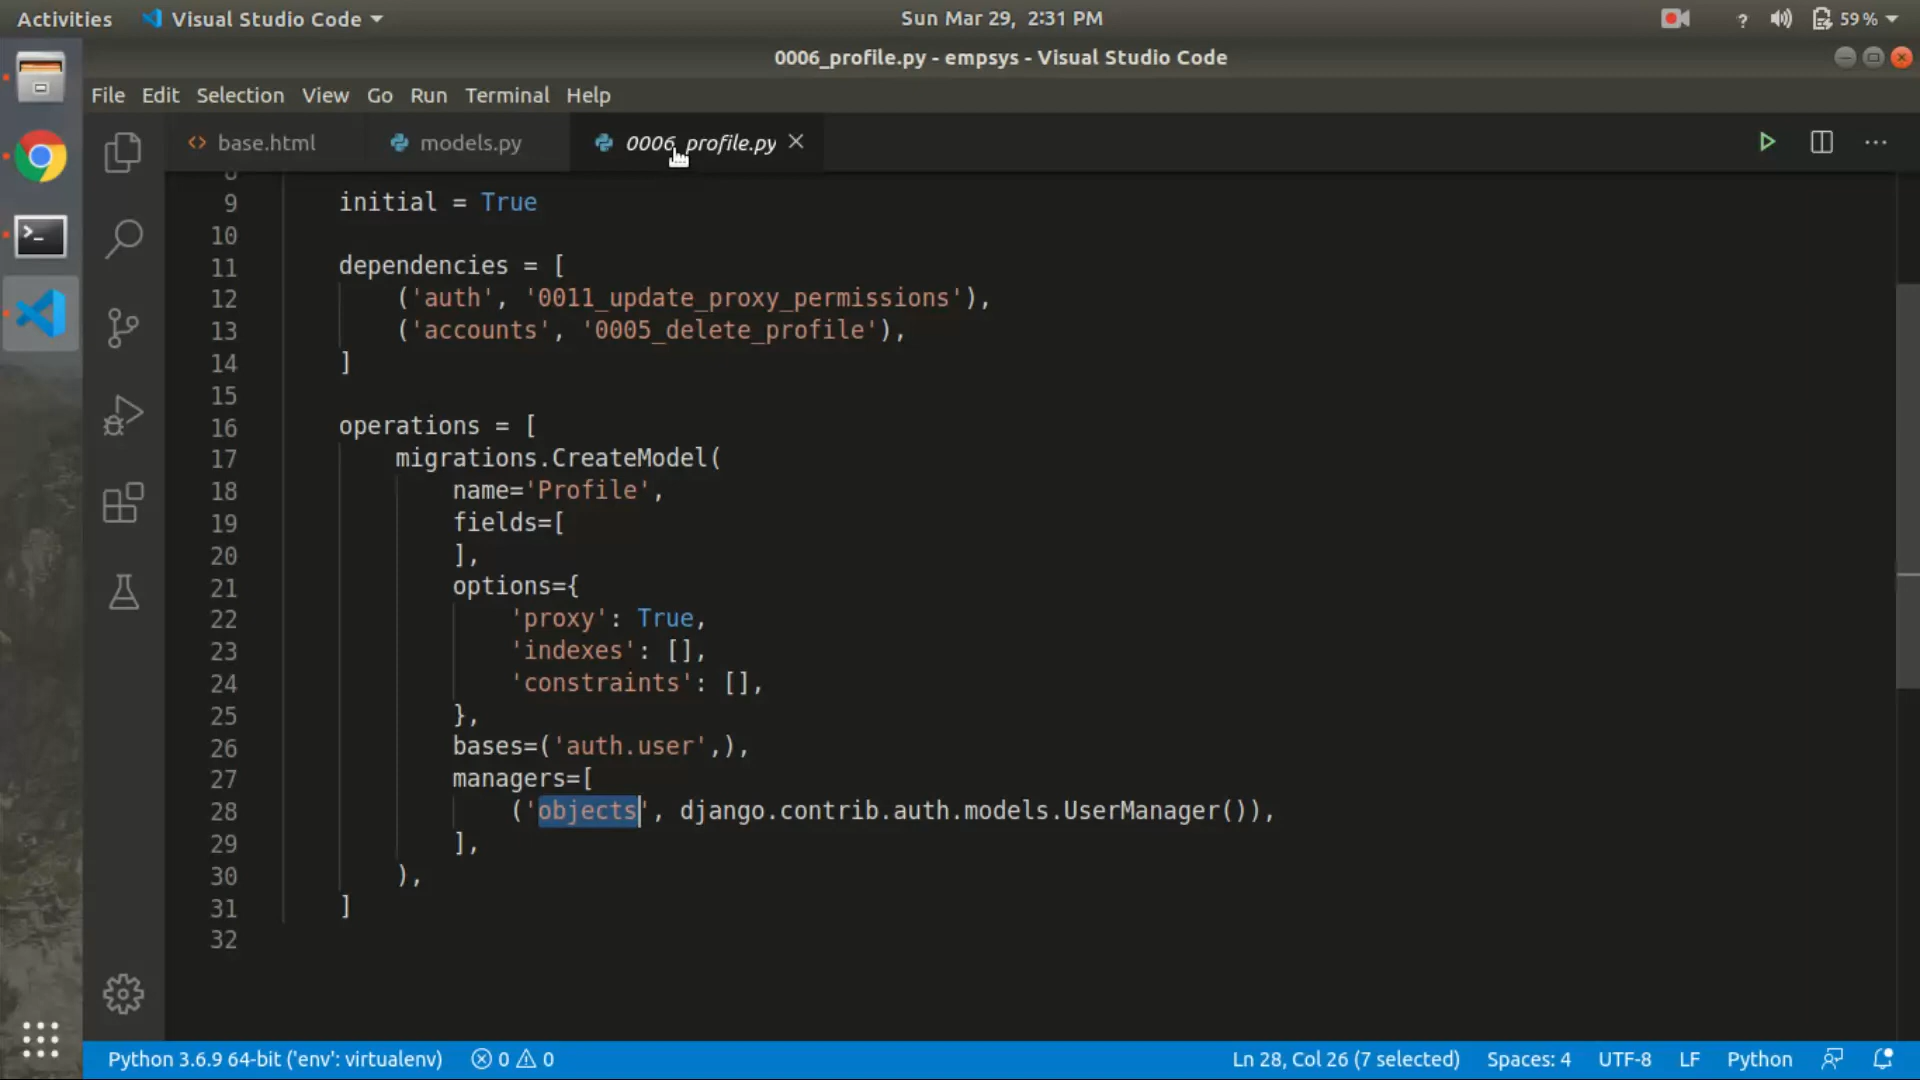 Activities Visual Studio Code Sun Mar 29, 2:31 PM ? 59 %
0006_profile.py - empsys - Visual Studio Code
File Edit Selection View Go Run Terminal Help
<> base.html models.py 0006_profile.py
8
9 initial = True
10
11 dependencies = [
12 ('auth', '0011_update_proxy_permissions'),
13 ('accounts', '0005_delete_profile'),
14 ]
15
16 operations = [
17 migrations.CreateModel(
18 name='Profile',
19 fields=[
20 ],
21 options={
22 'proxy': True,
23 'indexes': [],
24 'constraints': [],
25 },
26 bases=('auth.user',),
27 managers=[
28 ('objects', django.contrib.auth.models.UserManager()),
29 ],
30 ),
31 ]
32
Python 3.6.9 64-bit ('env': virtualenv) 0 0 Ln 28, Col 26 (7 selected) Spaces: 4 UTF-8 LF Python